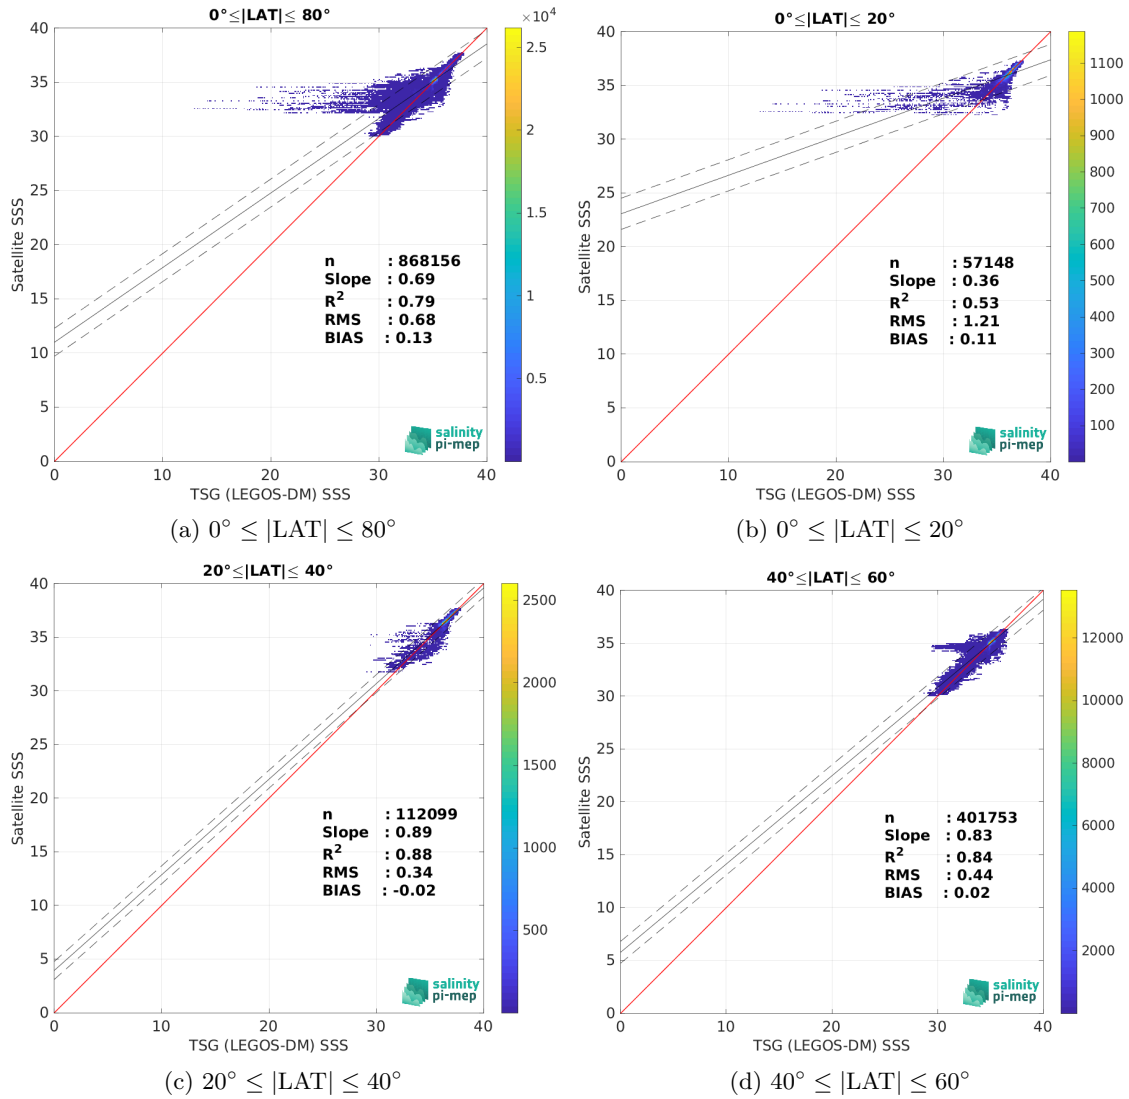 0°≤|LAT|≤ 80°
×10⁴
40
35
30
25
20
15
10
5
0
Satellite SSS
0
10
20
30
40
TSG (LEGOS-DM) SSS
n : 868156
Slope : 0.69
R² : 0.79
RMS : 0.68
BIAS : 0.13
salinity
pi-mep
2.5
2
1.5
1
0.5
(a) 0° ≤ |LAT| ≤ 80°
0°≤|LAT|≤ 20°
40
35
30
25
20
15
10
5
0
Satellite SSS
0
10
20
30
40
TSG (LEGOS-DM) SSS
n : 57148
Slope : 0.36
R² : 0.53
RMS : 1.21
BIAS : 0.11
salinity
pi-mep
1100
1000
900
800
700
600
500
400
300
200
100
(b) 0° ≤ |LAT| ≤ 20°
20°≤|LAT|≤ 40°
40
35
30
25
20
15
10
5
0
Satellite SSS
0
10
20
30
40
TSG (LEGOS-DM) SSS
n : 112099
Slope : 0.89
R² : 0.88
RMS : 0.34
BIAS : -0.02
salinity
pi-mep
2500
2000
1500
1000
500
(c) 20° ≤ |LAT| ≤ 40°
40°≤|LAT|≤ 60°
40
35
30
25
20
15
10
5
0
Satellite SSS
0
10
20
30
40
TSG (LEGOS-DM) SSS
n : 401753
Slope : 0.83
R² : 0.84
RMS : 0.44
BIAS : 0.02
salinity
pi-mep
12000
10000
8000
6000
4000
2000
(d) 40° ≤ |LAT| ≤ 60°